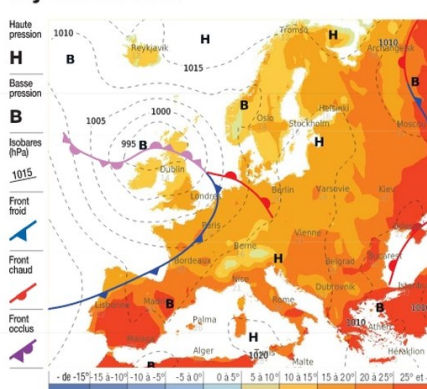 Haute
pression
H
Basse
pression
B
Isobares
(hPa)
1015
Front
froid
Front
chaud
Front
occlus
1010
B
Reykjavik
H
1015
Tromsö
H
Archangelsk
1010
B
1005
1000
995 B
B
Oslo
Helsinki
Stockholm
H
Moscou
Dublin
Londres
Berlin
Varsovie
Kiev
Paris
Vienne
Berne
H
Bordeaux
Nice
Belgrad
Bucarest
Dubrovnik
Rome
Istanbul
Lisbonne
Madrid
B
Palma
H
1020
B
1010
Athènes
Alger
Malte
Héraklion
B
- de -15° -15 à -10° -10 à -5° -5 à 0° 0 à 5° 5 à 10° 10 à 15° 15 à 20° 20 à 25° 25° et